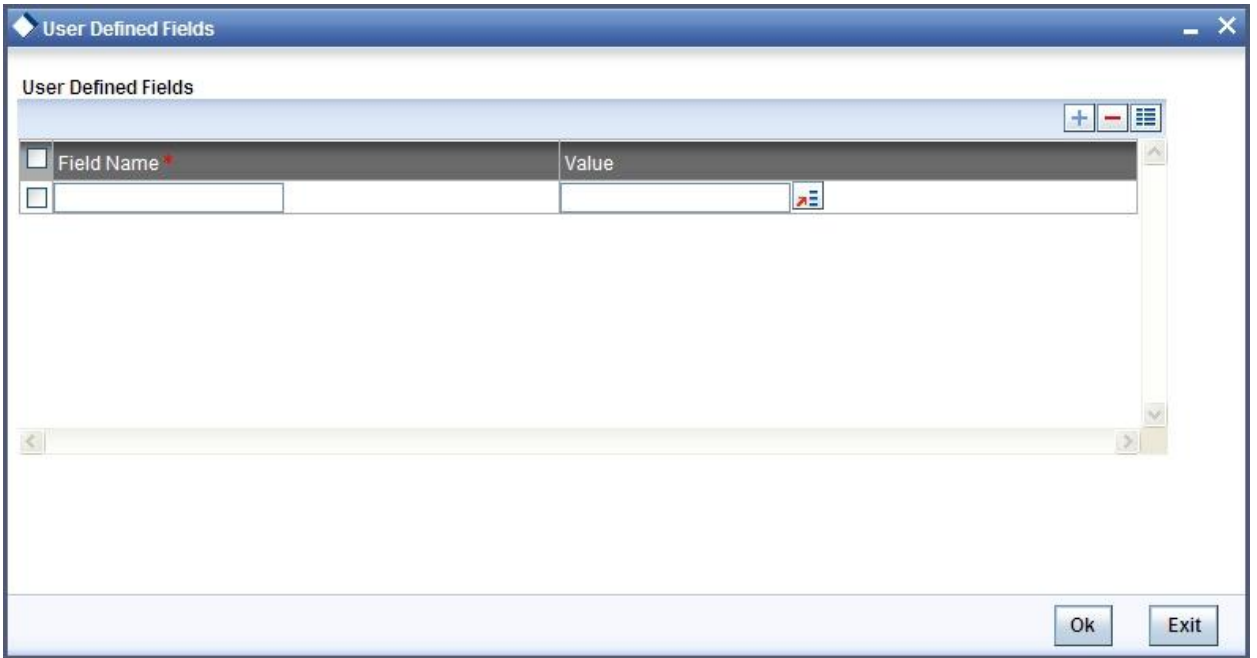 User Defined Fields
User Defined Fields
Field Name * Value
Ok Exit